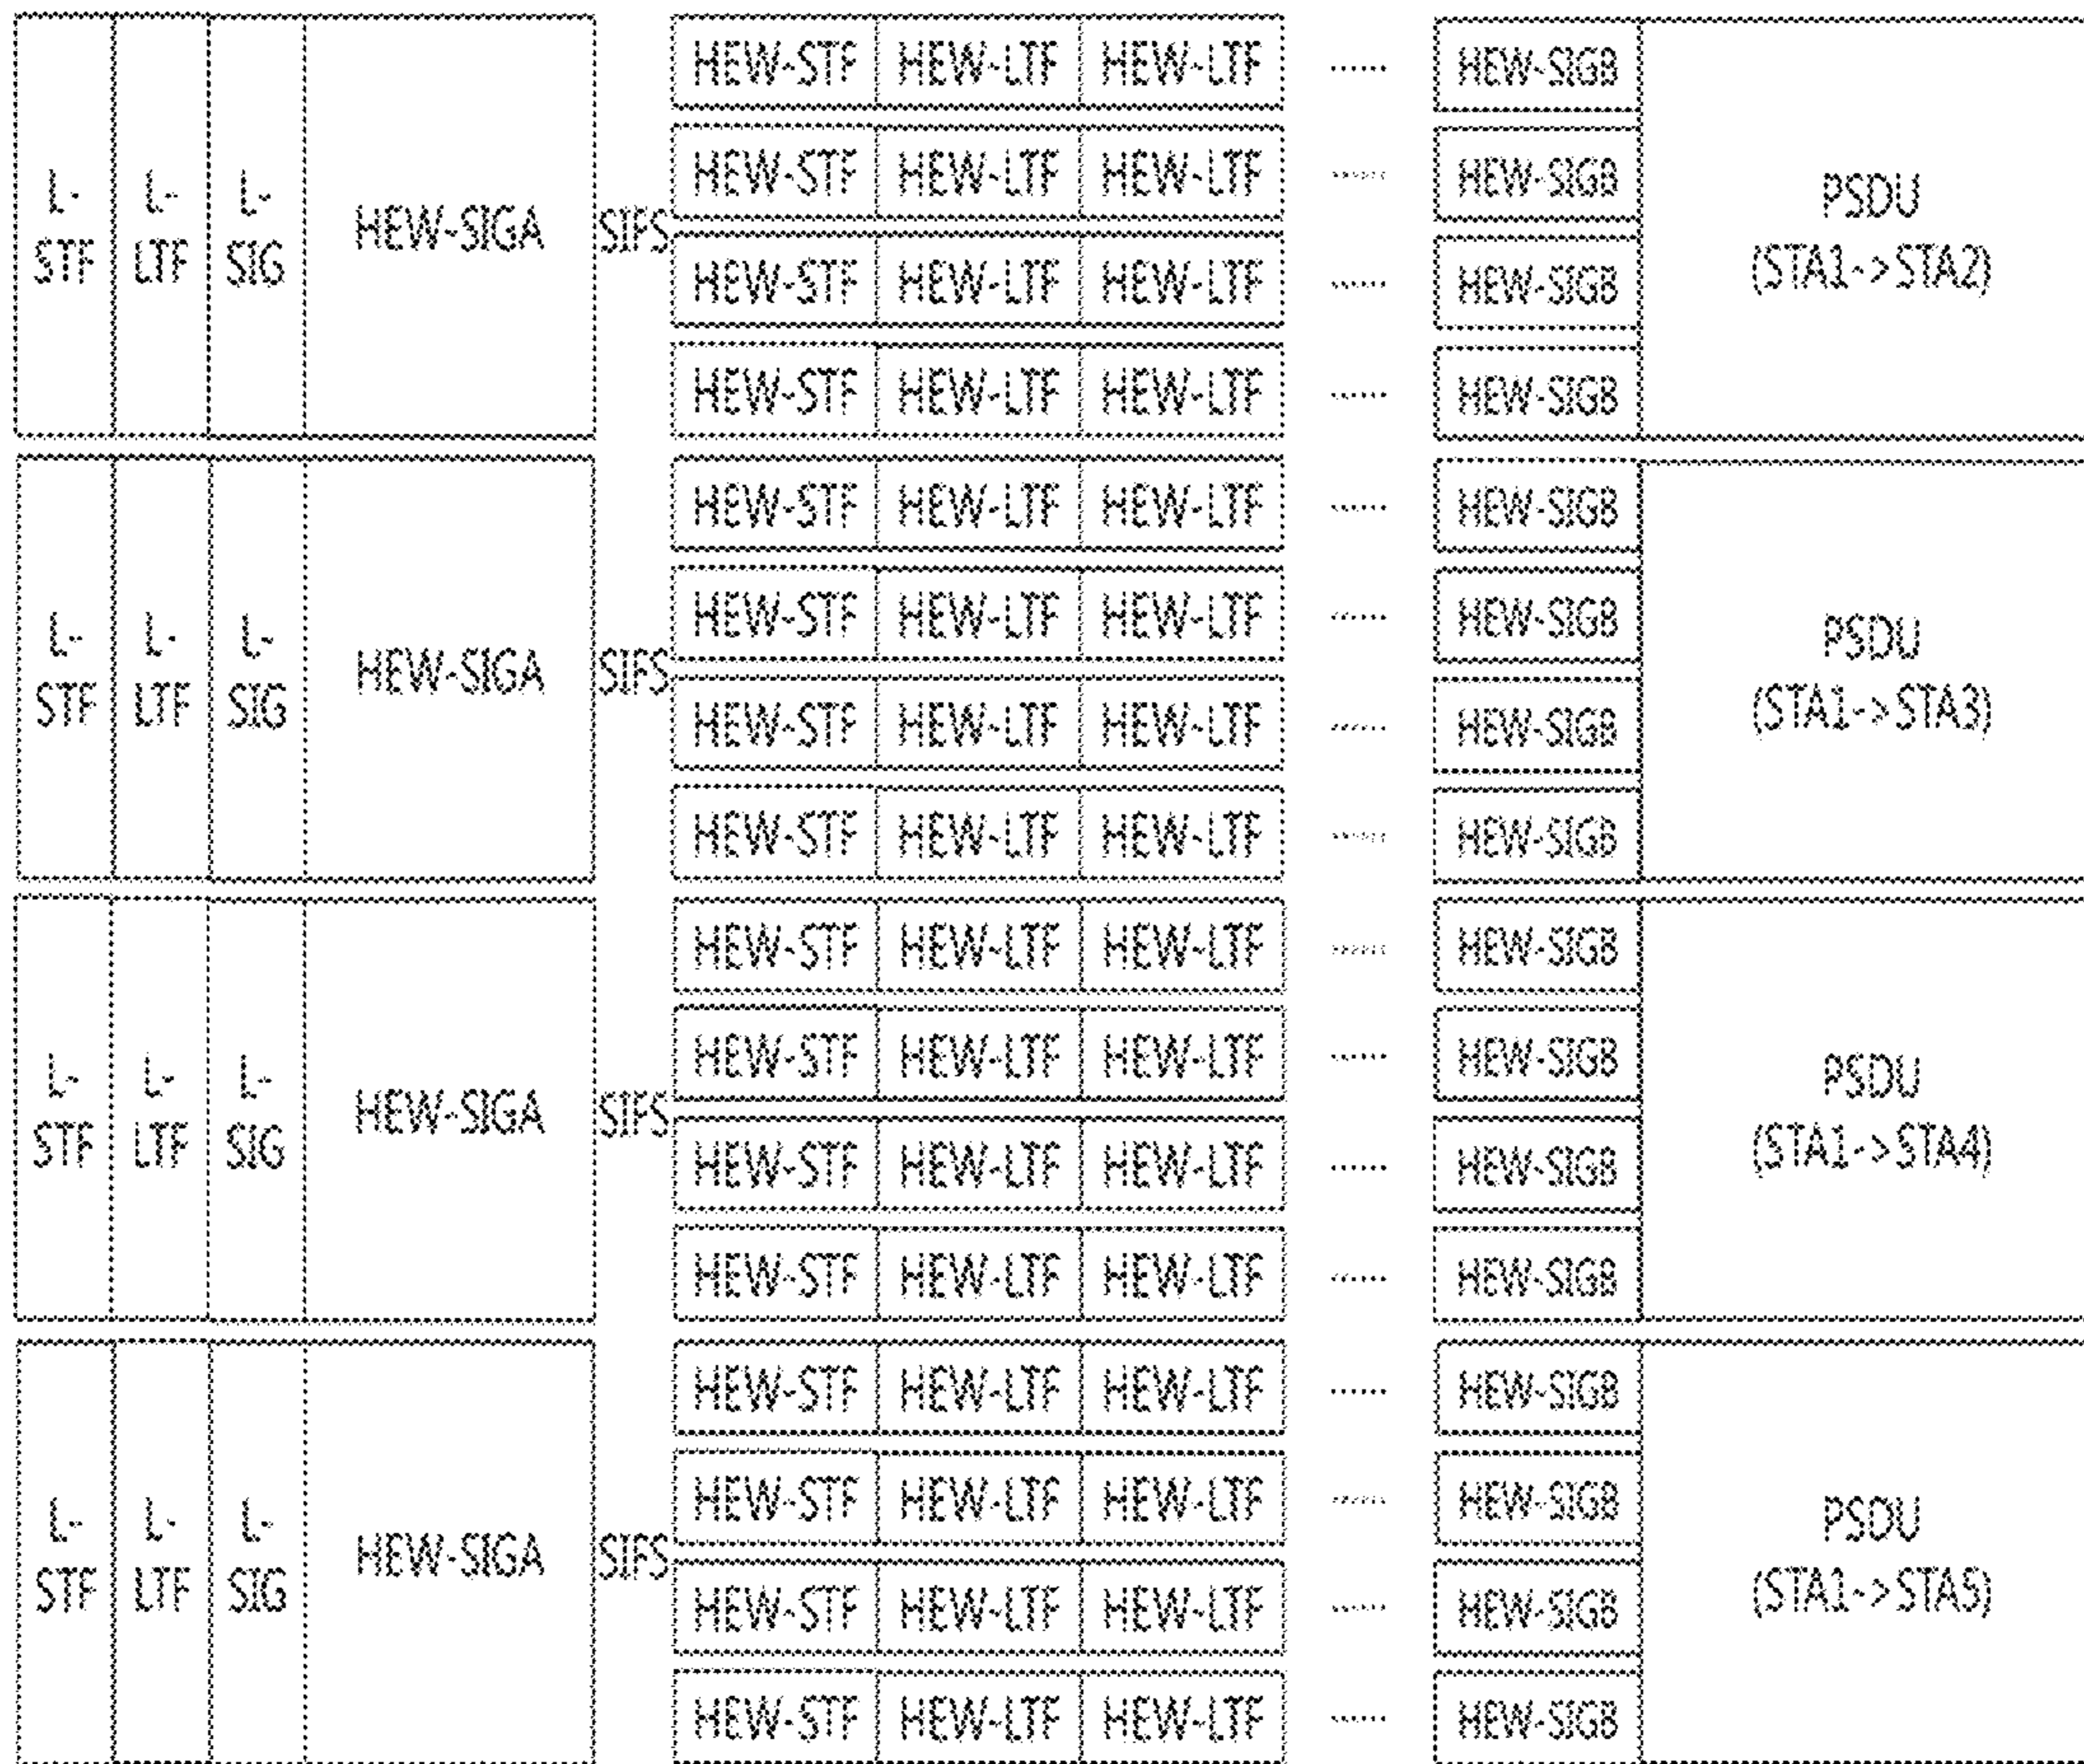 HEW-STF HEW-LTF HEW-LTF ...... HEW-SIGB
HEW-STF HEW-LTF HEW-LTF ...... HEW-SIGB
L- L- L- HEW-SIGA SIFS PSDU
STF LTF SIG (STA1->STA2)
HEW-STF HEW-LTF HEW-LTF ...... HEW-SIGB
HEW-STF HEW-LTF HEW-LTF ...... HEW-SIGB
HEW-STF HEW-LTF HEW-LTF ...... HEW-SIGB
HEW-STF HEW-LTF HEW-LTF ...... HEW-SIGB
L- L- L- HEW-SIGA SIFS PSDU
STF LTF SIG (STA1->STA3)
HEW-STF HEW-LTF HEW-LTF ...... HEW-SIGB
HEW-STF HEW-LTF HEW-LTF ...... HEW-SIGB
HEW-STF HEW-LTF HEW-LTF ...... HEW-SIGB
HEW-STF HEW-LTF HEW-LTF ...... HEW-SIGB
L- L- L- HEW-SIGA SIFS PSDU
STF LTF SIG (STA1->STA4)
HEW-STF HEW-LTF HEW-LTF ...... HEW-SIGB
HEW-STF HEW-LTF HEW-LTF ...... HEW-SIGB
HEW-STF HEW-LTF HEW-LTF ...... HEW-SIGB
HEW-STF HEW-LTF HEW-LTF ...... HEW-SIGB
L- L- L- HEW-SIGA SIFS PSDU
STF LTF SIG (STA1->STA5)
HEW-STF HEW-LTF HEW-LTF ...... HEW-SIGB
HEW-STF HEW-LTF HEW-LTF ...... HEW-SIGB